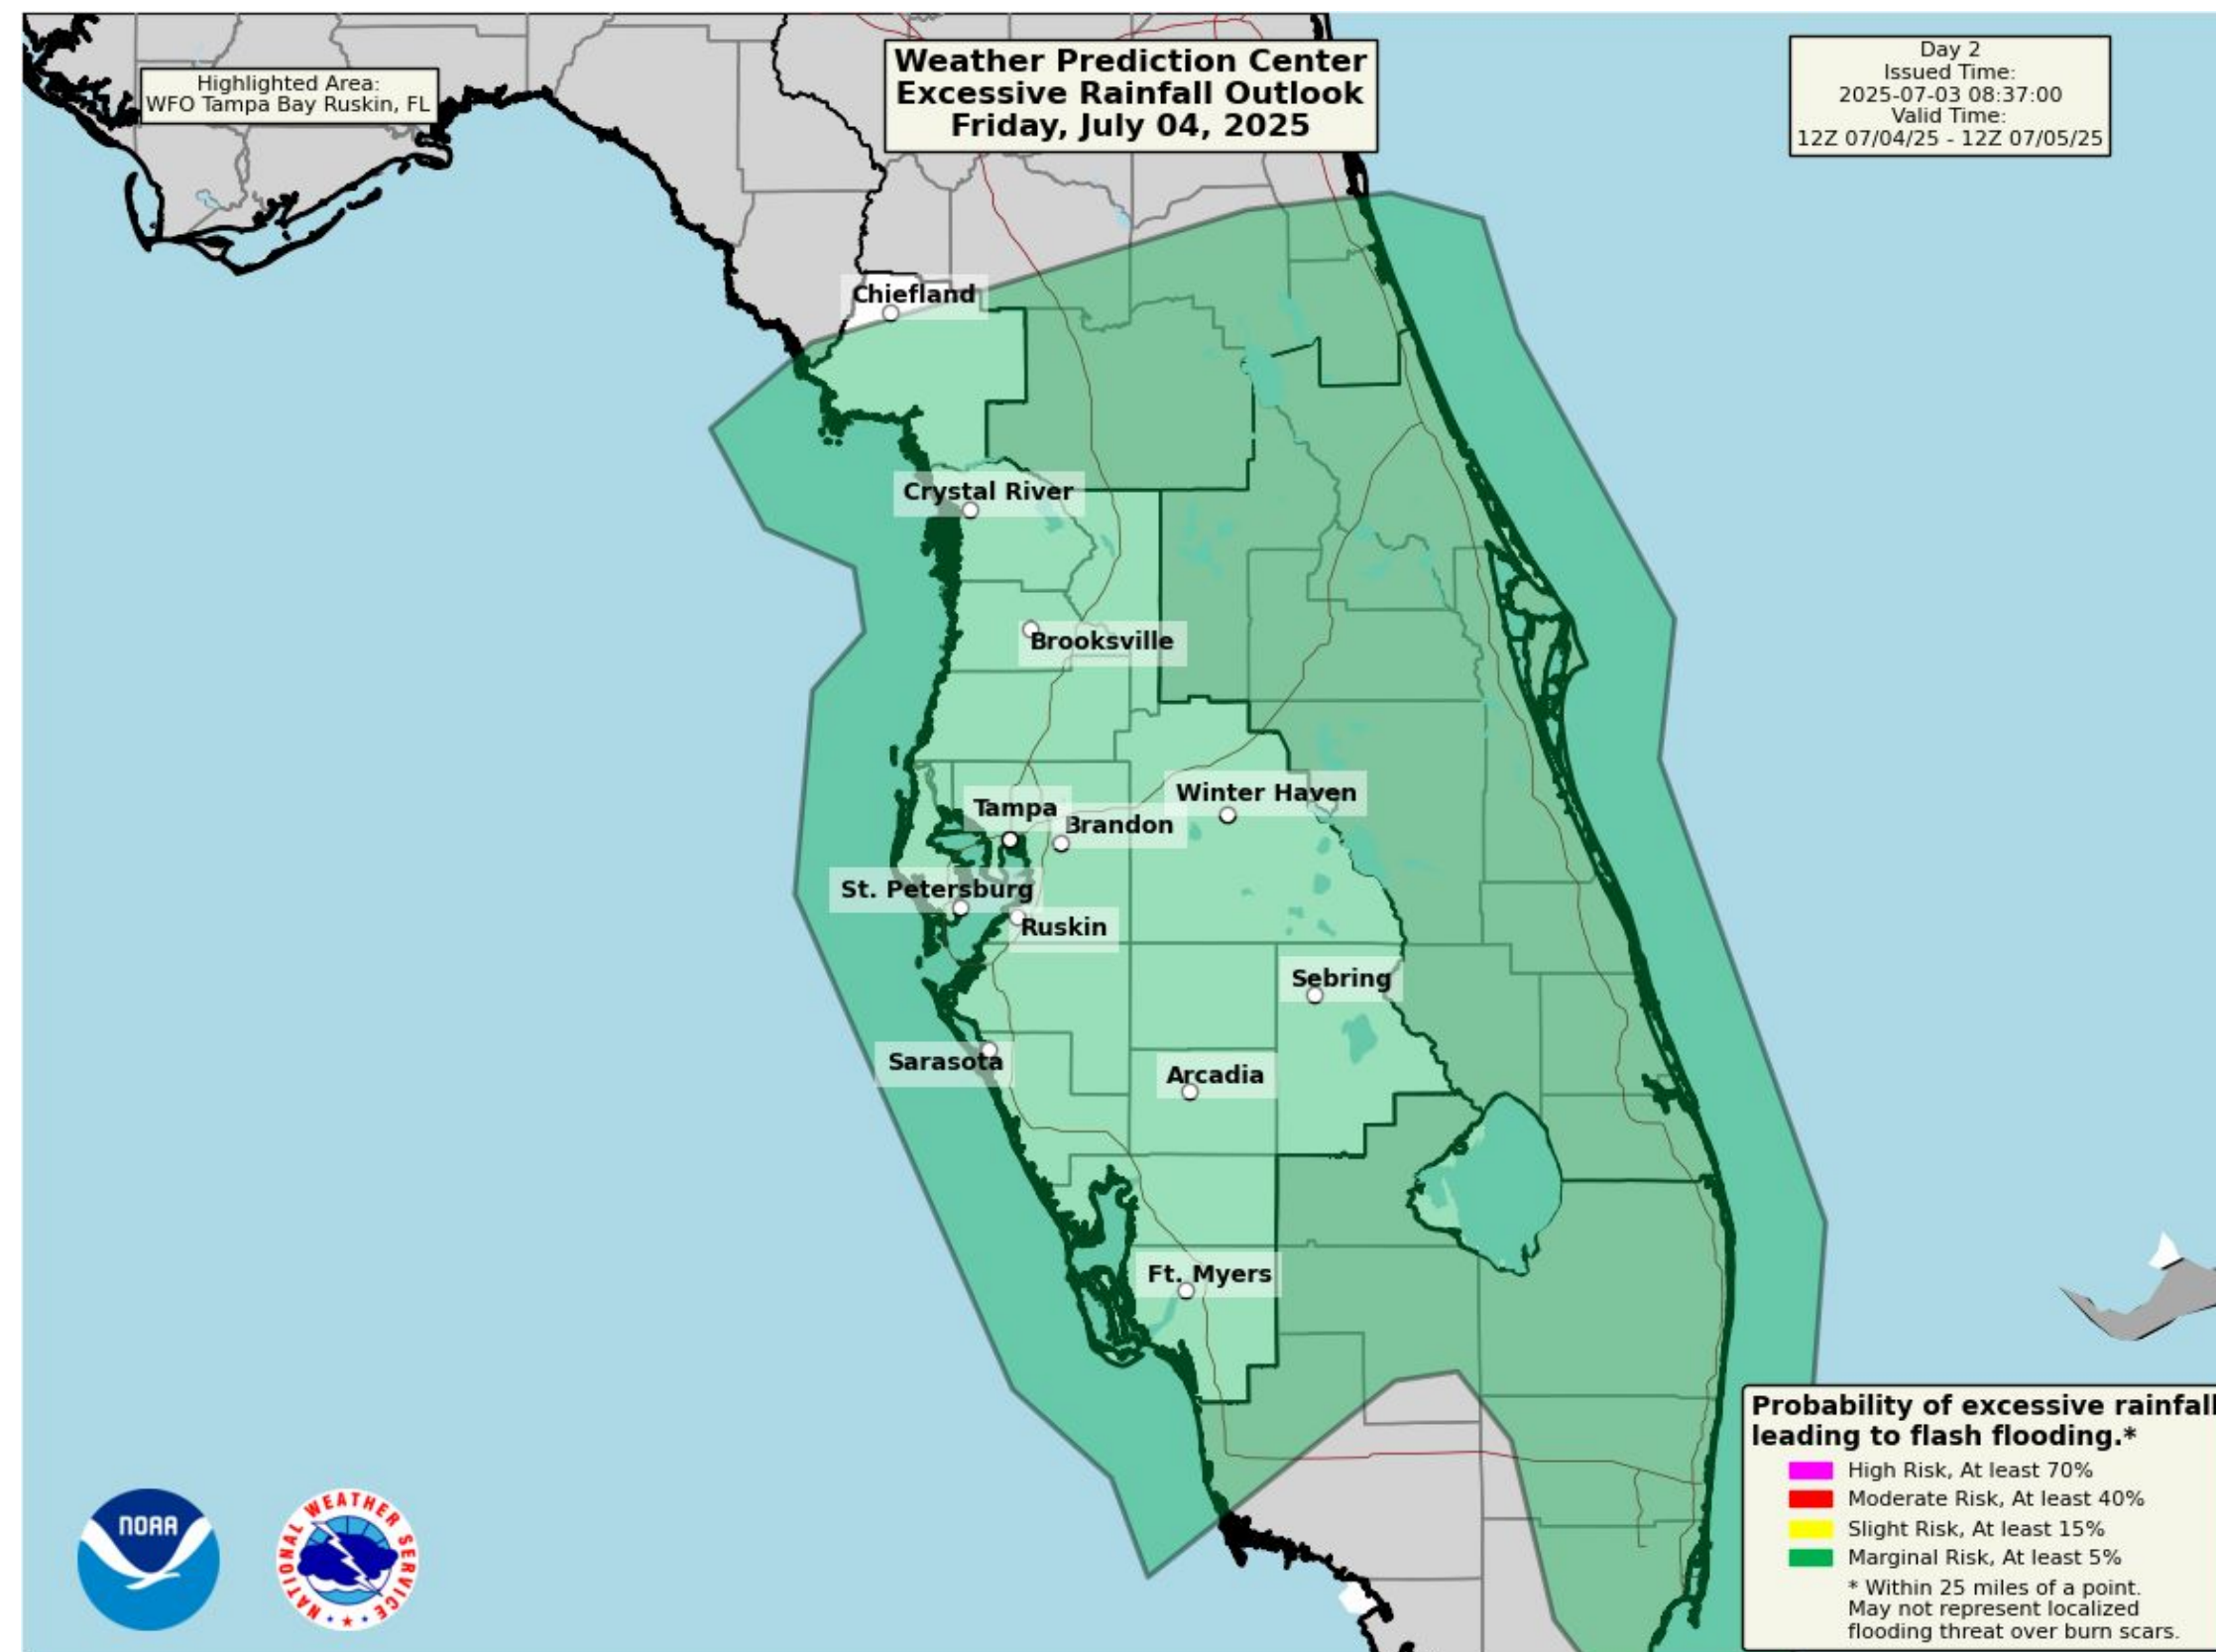 Highlighted Area:
WFO Tampa Bay Ruskin, FL
Weather Prediction Center
Excessive Rainfall Outlook
Friday, July 04, 2025
Day 2
Issued Time:
2025-07-03 08:37:00
Valid Time:
12Z 07/04/25 - 12Z 07/05/25
Chiefland
Crystal River
Brooksville
Winter Haven
Tampa
Brandon
St. Petersburg
Ruskin
Sebring
Sarasota
Arcadia
Ft. Myers
Probability of excessive rainfall
leading to flash flooding.*
High Risk, At least 70%
Moderate Risk, At least 40%
Slight Risk, At least 15%
Marginal Risk, At least 5%
* Within 25 miles of a point.
May not represent localized
flooding threat over burn scars.
NOAA
NATIONAL WEATHER SERVICE